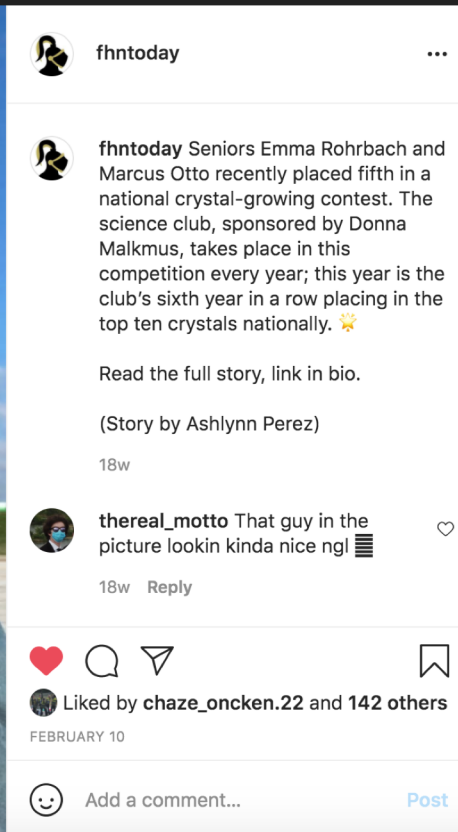 fhntoday
fhntoday Seniors Emma Rohrbach and
Marcus Otto recently placed fifth in a
national crystal-growing contest. The
science club, sponsored by Donna
Malkmus, takes place in this
competition every year; this year is the
club's sixth year in a row placing in the
top ten crystals nationally. 🌟
Read the full story, link in bio.
(Story by Ashlynn Perez)
18w
thereal_motto That guy in the
picture lookin kinda nice ngl
18w Reply
Liked by chaze_oncken.22 and 142 others
FEBRUARY 10
Add a comment... Post